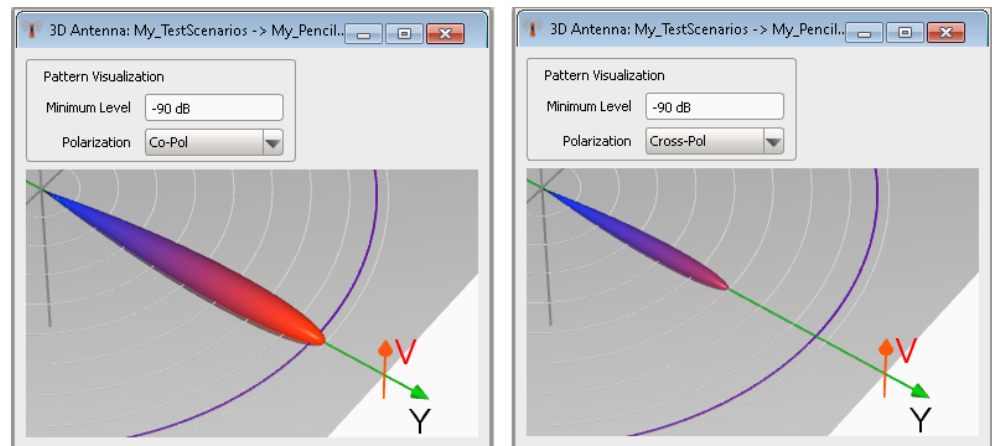 3D Antenna: My_TestScenarios -> My_Pencil..
Pattern Visualization
Minimum Level -90 dB
Polarization Co-Pol
V
Y
3D Antenna: My_TestScenarios -> My_Pencil..
Pattern Visualization
Minimum Level -90 dB
Polarization Cross-Pol
V
Y